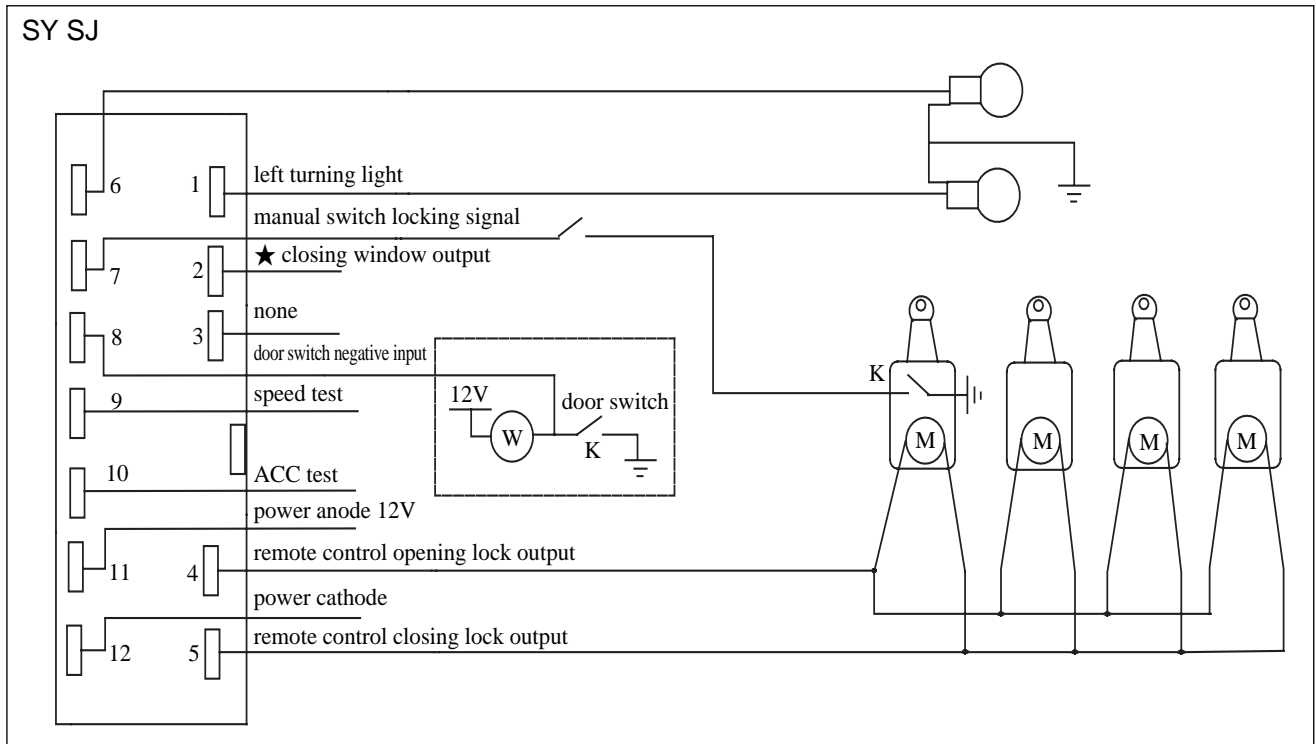 SY SJ
6
1
left turning light
manual switch locking signal
7
2
★ closing window output
none
8
3
door switch negative input
9
speed test
12V
door switch
W
K
K
M
M
M
M
10
ACC test
power anode 12V
11
4
remote control opening lock output
power cathode
12
5
remote control closing lock output